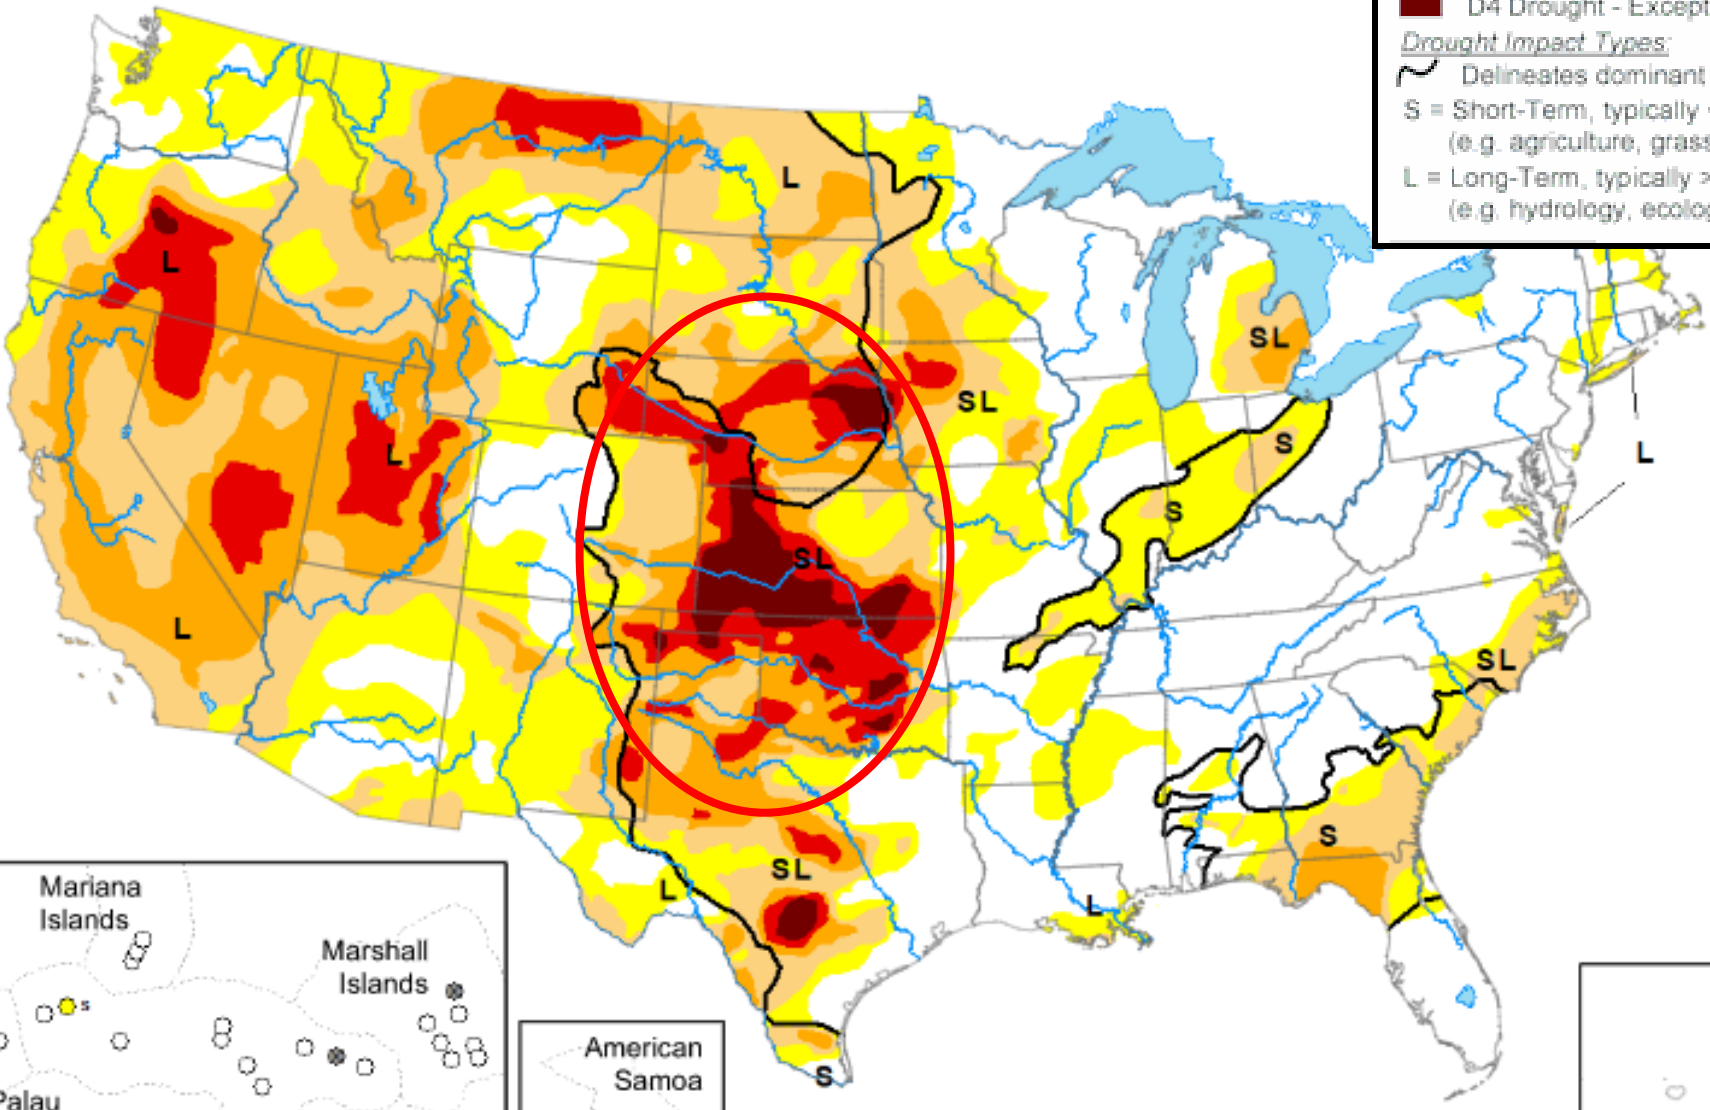 D4 Drought - Except
Drought Impact Types:
Delineates dominant
S = Short-Term, typically
(e.g. agriculture, grass
L = Long-Term, typically >
(e.g. hydrology, ecolog
L
L
SL
SL
L
S
L
S
SL
L
SL
S
SL
L
L
S
Mariana
Islands
Marshall
Islands
s
American
Samoa
Palau